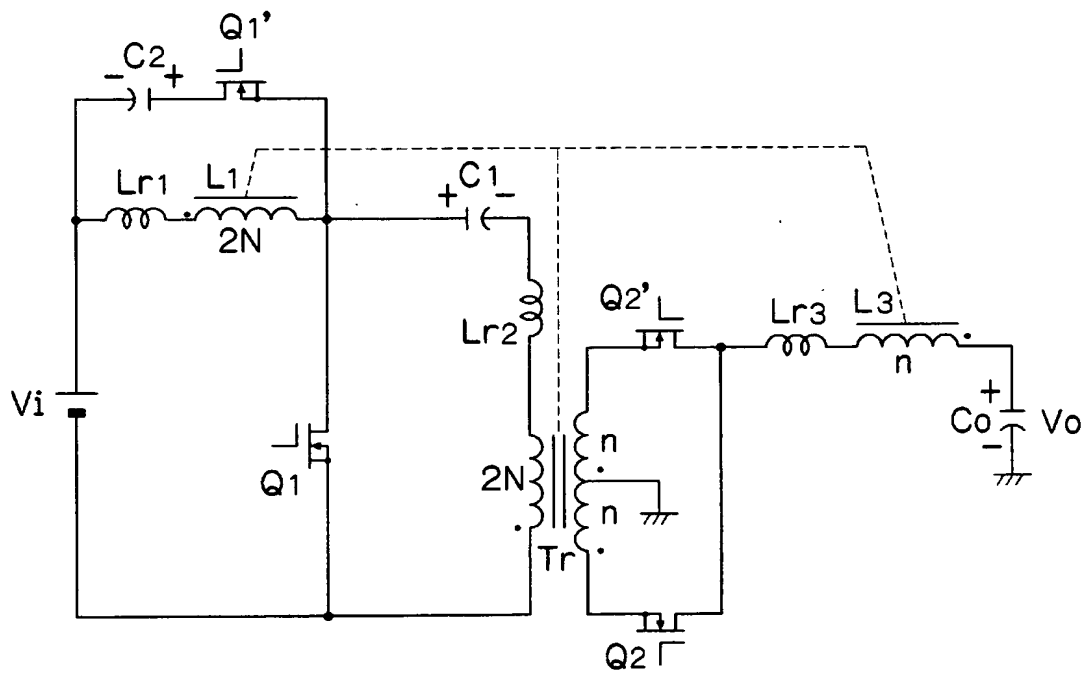 Q1'
- C2 +
Lr1
L1
2N
+ C1 -
Lr2
Q2'
Lr3
L3
n
Vi
+
Co
Vo
-
Q1
2N
n
n
Tr
Q2